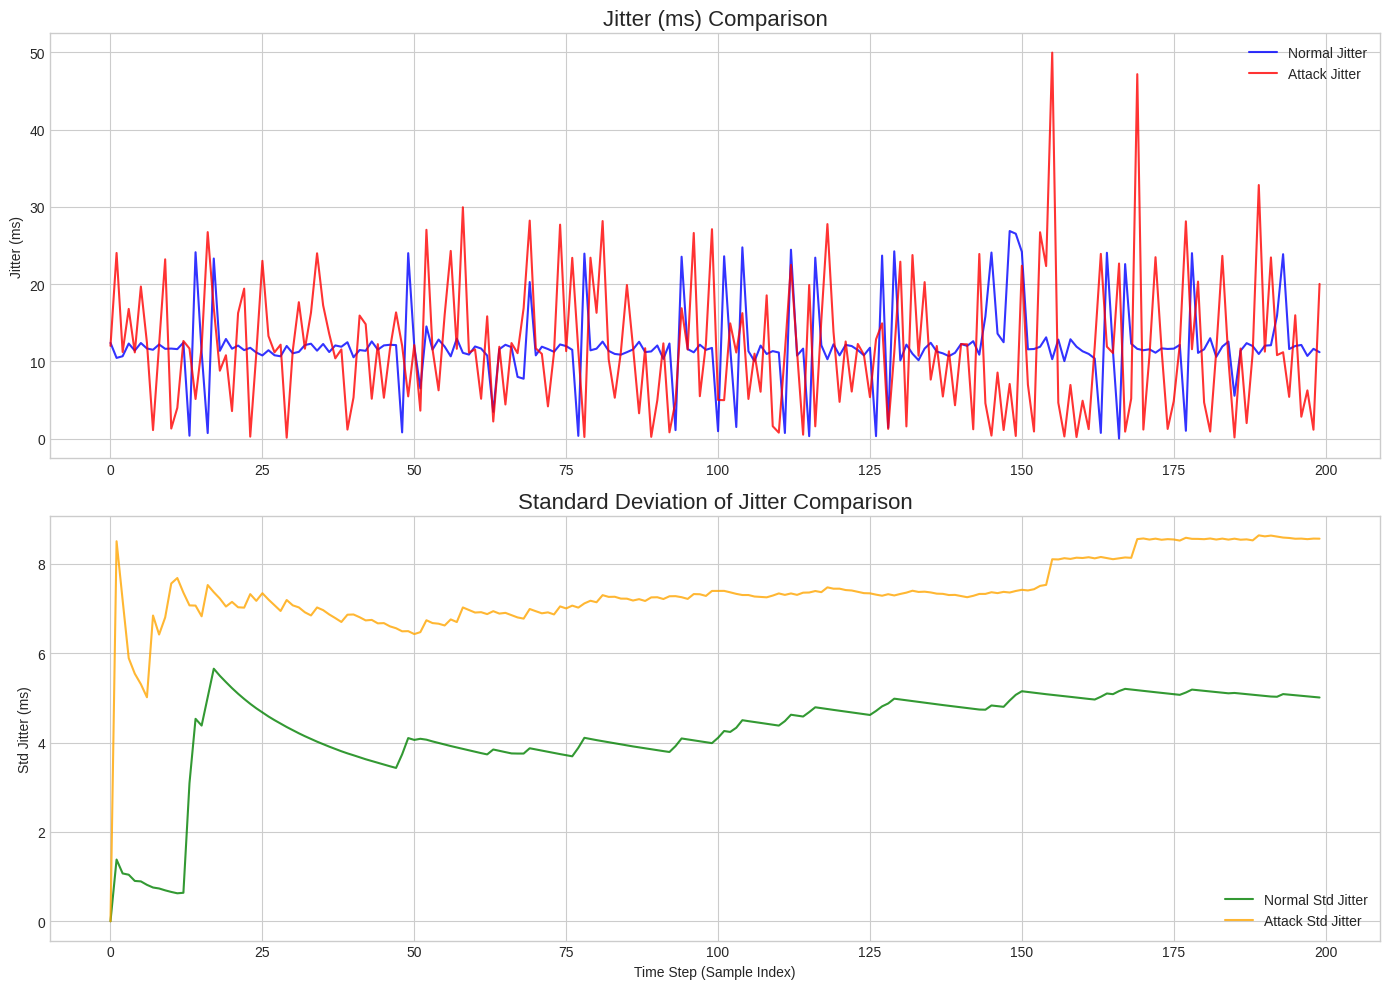 Jitter (ms) Comparison
50
40
30
20
10
0
Jitter (ms)
Normal Jitter
Attack Jitter
0 25 50 75 100 125 150 175 200
Standard Deviation of Jitter Comparison
8
6
4
2
0
Std Jitter (ms)
Normal Std Jitter
Attack Std Jitter
0 25 50 75 100 125 150 175 200
Time Step (Sample Index)